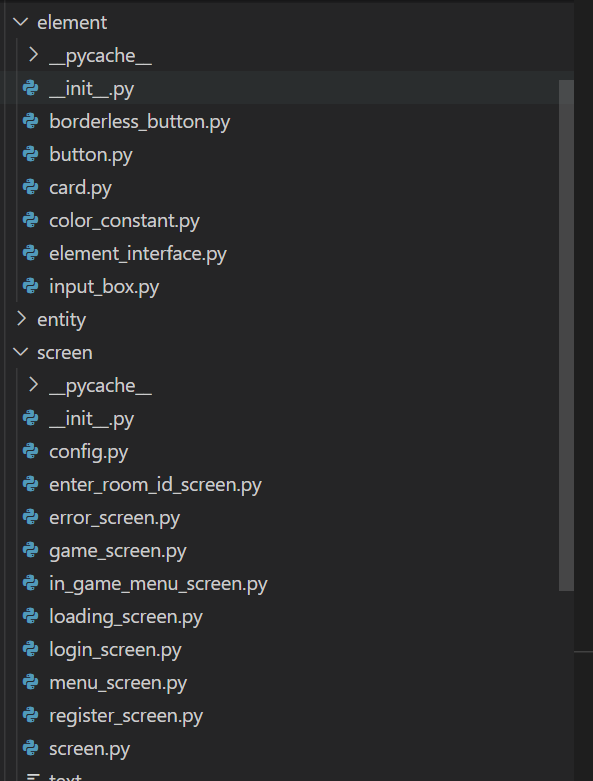 element
__pycache__
__init__.py
borderless_button.py
button.py
card.py
color_constant.py
element_interface.py
input_box.py
entity
screen
__pycache__
__init__.py
config.py
enter_room_id_screen.py
error_screen.py
game_screen.py
in_game_menu_screen.py
loading_screen.py
login_screen.py
menu_screen.py
register_screen.py
screen.py
text